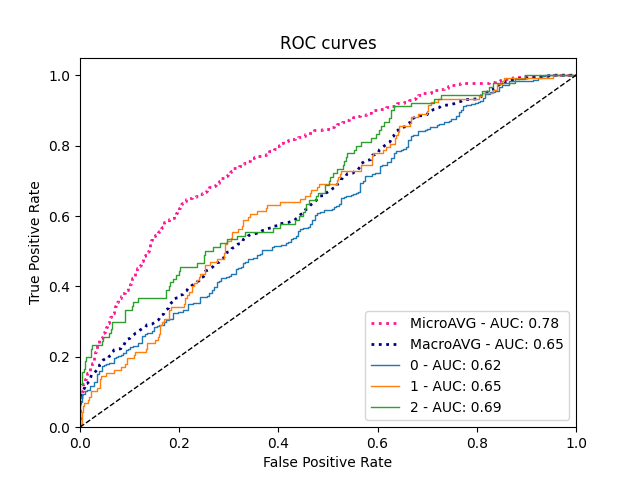 ROC curves
True Positive Rate
1.0
0.8
0.6
0.4
0.2
0.0
MicroAVG - AUC: 0.78
MacroAVG - AUC: 0.65
0 - AUC: 0.62
1 - AUC: 0.65
2 - AUC: 0.69
0.0 0.2 0.4 0.6 0.8 1.0
False Positive Rate